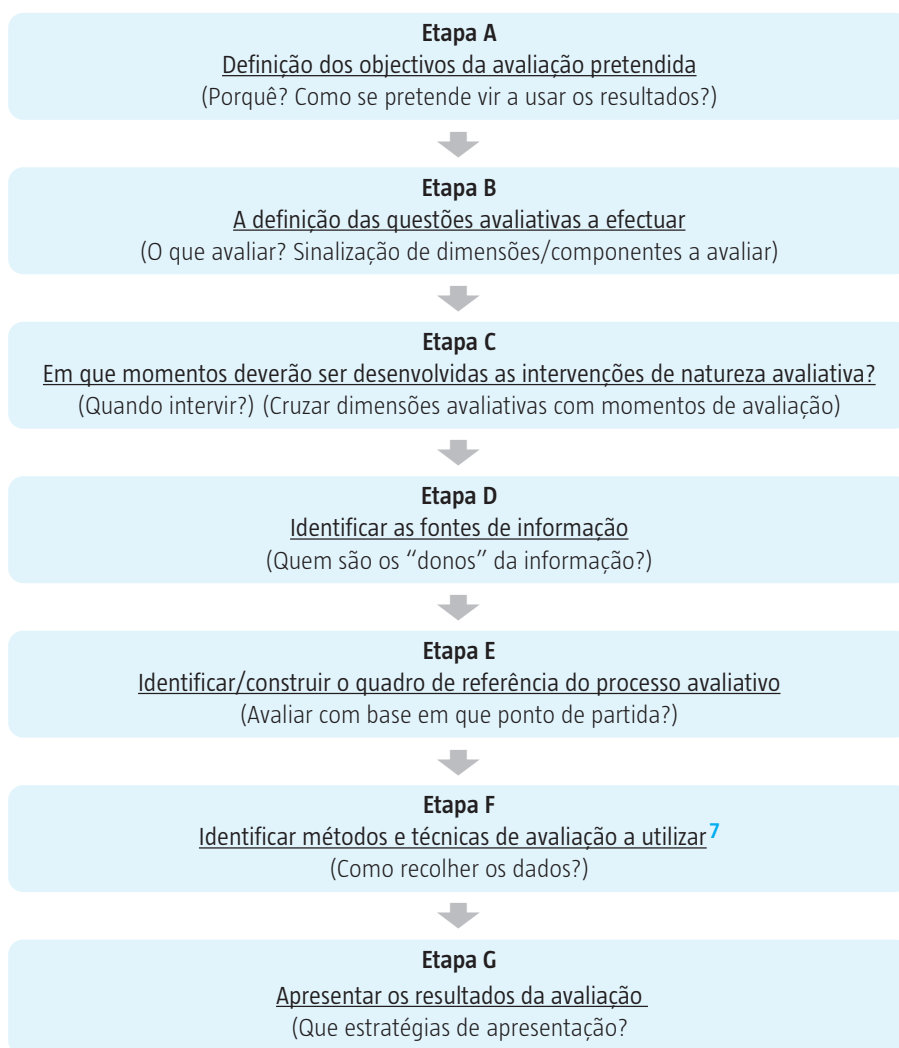 Etapa A
Definição dos objectivos da avaliação pretendida
(Porquê? Como se pretende vir a usar os resultados?)
Etapa B
A definição das questões avaliativas a efectuar
(O que avaliar? Sinalização de dimensões/componentes a avaliar)
Etapa C
Em que momentos deverão ser desenvolvidas as intervenções de natureza avaliativa?
(Quando intervir?) (Cruzar dimensões avaliativas com momentos de avaliação)
Etapa D
Identificar as fontes de informação
(Quem são os “donos” da informação?)
Etapa E
Identificar/construir o quadro de referência do processo avaliativo
(Avaliar com base em que ponto de partida?)
Etapa F
Identificar métodos e técnicas de avaliação a utilizar 7
(Como recolher os dados?)
Etapa G
Apresentar os resultados da avaliação
(Que estratégias de apresentação?